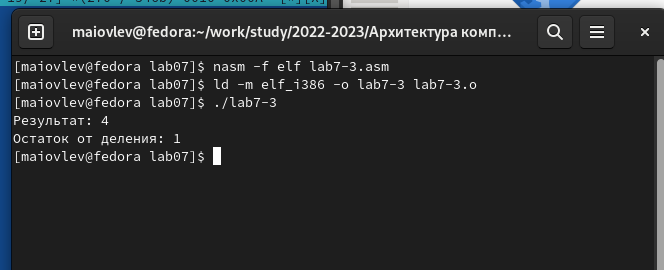 maiovlev@fedora:~/work/study/2022-2023/Архитектура комп…
[maiovlev@fedora lab07]$ nasm -f elf lab7-3.asm
[maiovlev@fedora lab07]$ ld -m elf_i386 -o lab7-3 lab7-3.o
[maiovlev@fedora lab07]$ ./lab7-3
Результат: 4
Остаток от деления: 1
[maiovlev@fedora lab07]$